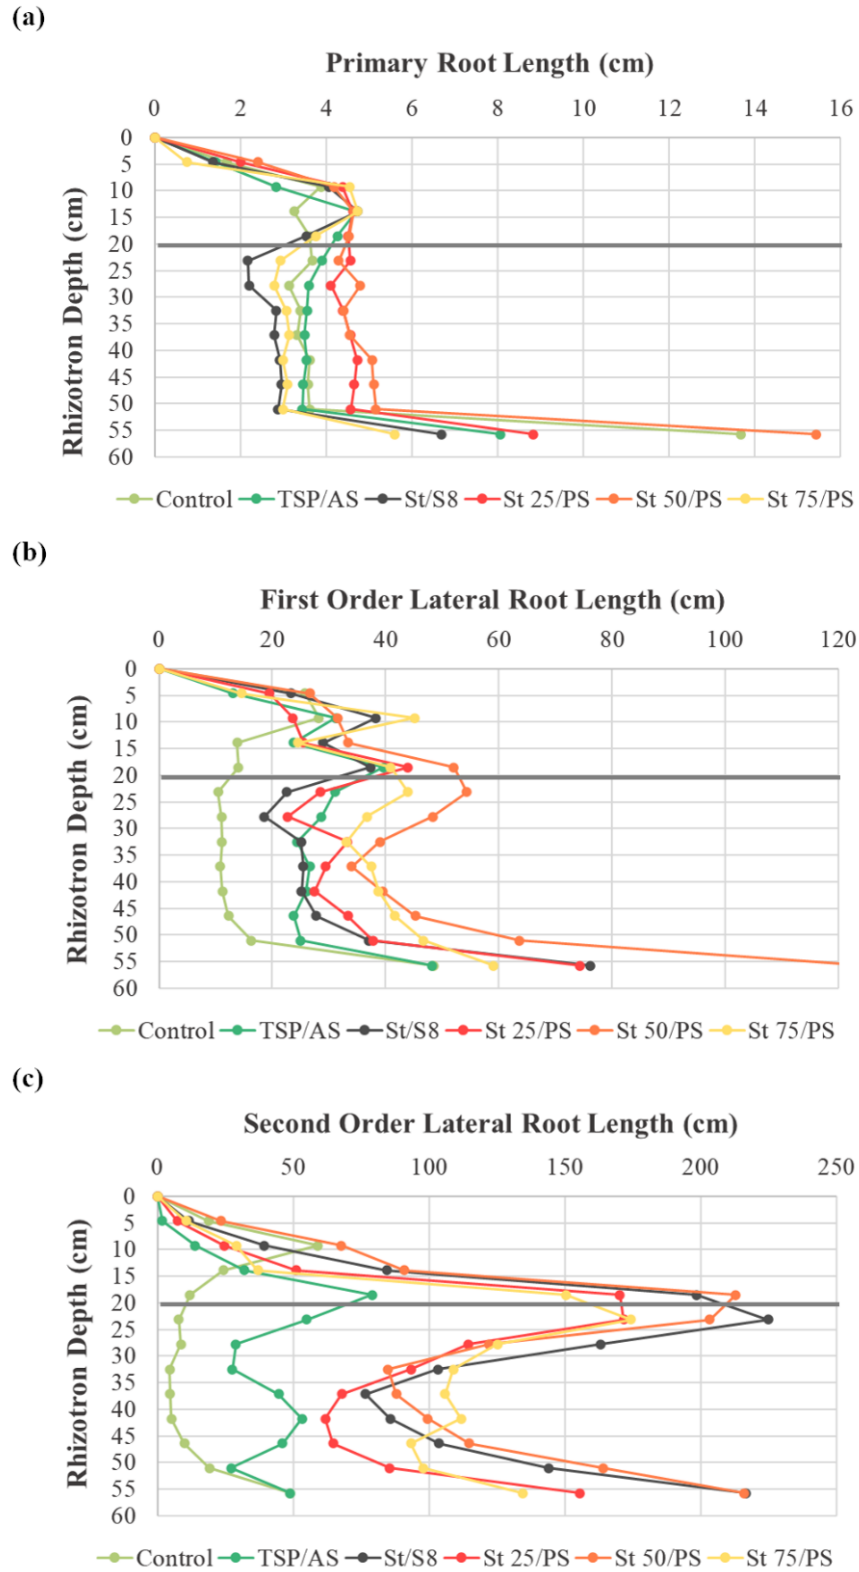 (a)
Primary Root Length (cm)
0 2 4 6 8 10 12 14 16
Rhizotron Depth (cm)
0
5
10
15
20
25
30
35
40
45
50
55
60
Control TSP/AS St/S8 St 25/PS St 50/PS St 75/PS
(b)
First Order Lateral Root Length (cm)
0 20 40 60 80 100 120
Rhizotron Depth (cm)
0
5
10
15
20
25
30
35
40
45
50
55
60
Control TSP/AS St/S8 St 25/PS St 50/PS St 75/PS
(c)
Second Order Lateral Root Length (cm)
0 50 100 150 200 250
Rhizotron Depth (cm)
0
5
10
15
20
25
30
35
40
45
50
55
60
Control TSP/AS St/S8 St 25/PS St 50/PS St 75/PS